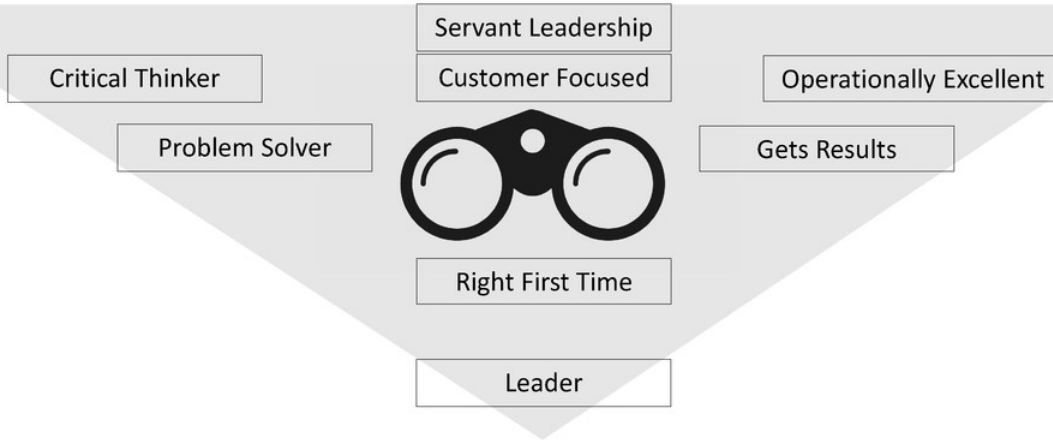 Servant Leadership
Critical Thinker
Customer Focused
Operationally Excellent
Problem Solver
Gets Results
Right First Time
Leader